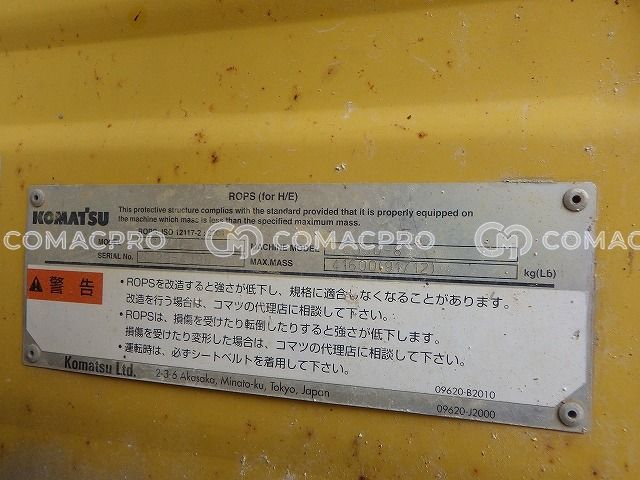 ROPS (for H/E)
KOMATSU
This protective structure complies with the standard provided that it is properly equipped on
the machine which mass is less than the specified maximum mass.
ROPS ISO 12117-2
MACHINE MODEL
SERIAL No.
MAX.MASS
kg(Lb)
COMACPRO COMACPRO COMACPRO
警告
・ROPSを改造すると強さが低下し、規格に適合しなくなることがあります。
改造を行う場合は、コマツの代理店に相談して下さい。
・ROPSは、損傷を受けたり転倒したりすると強さが低下します。
損傷を受けたり変形した場合は、コマツの代理店に相談して下さい。
・運転時は、必ずシートベルトを着用して下さい。
Komatsu Ltd.
2-3-6 Akasaka, Minato-ku, Tokyo, Japan
09620-B2010
09620-J2000